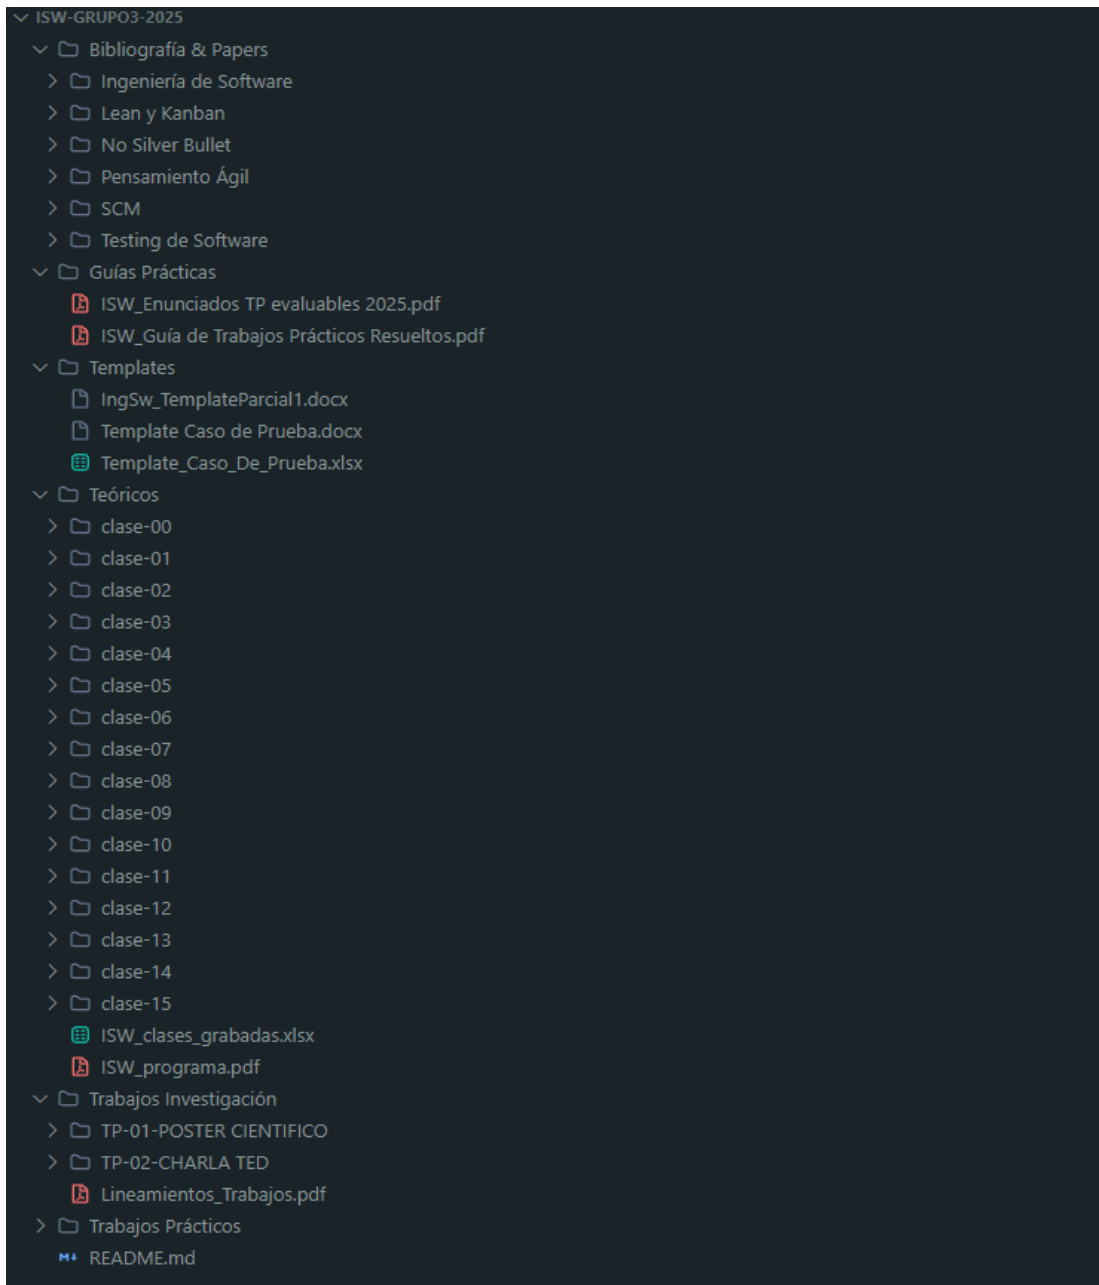 ISW-GRUPO3-2025
Bibliografía & Papers
Ingeniería de Software
Lean y Kanban
No Silver Bullet
Pensamiento Ágil
SCM
Testing de Software
Guías Prácticas
ISW_Enunciados TP evaluables 2025.pdf
ISW_Guía de Trabajos Prácticos Resueltos.pdf
Templates
IngSw_TemplateParcial1.docx
Template Caso de Prueba.docx
Template_Caso_De_Prueba.xlsx
Teóricos
clase-00
clase-01
clase-02
clase-03
clase-04
clase-05
clase-06
clase-07
clase-08
clase-09
clase-10
clase-11
clase-12
clase-13
clase-14
clase-15
ISW_clases_grabadas.xlsx
ISW_programa.pdf
Trabajos Investigación
TP-01-POSTER CIENTIFICO
TP-02-CHARLA TED
Lineamientos_Trabajos.pdf
Trabajos Prácticos
README.md